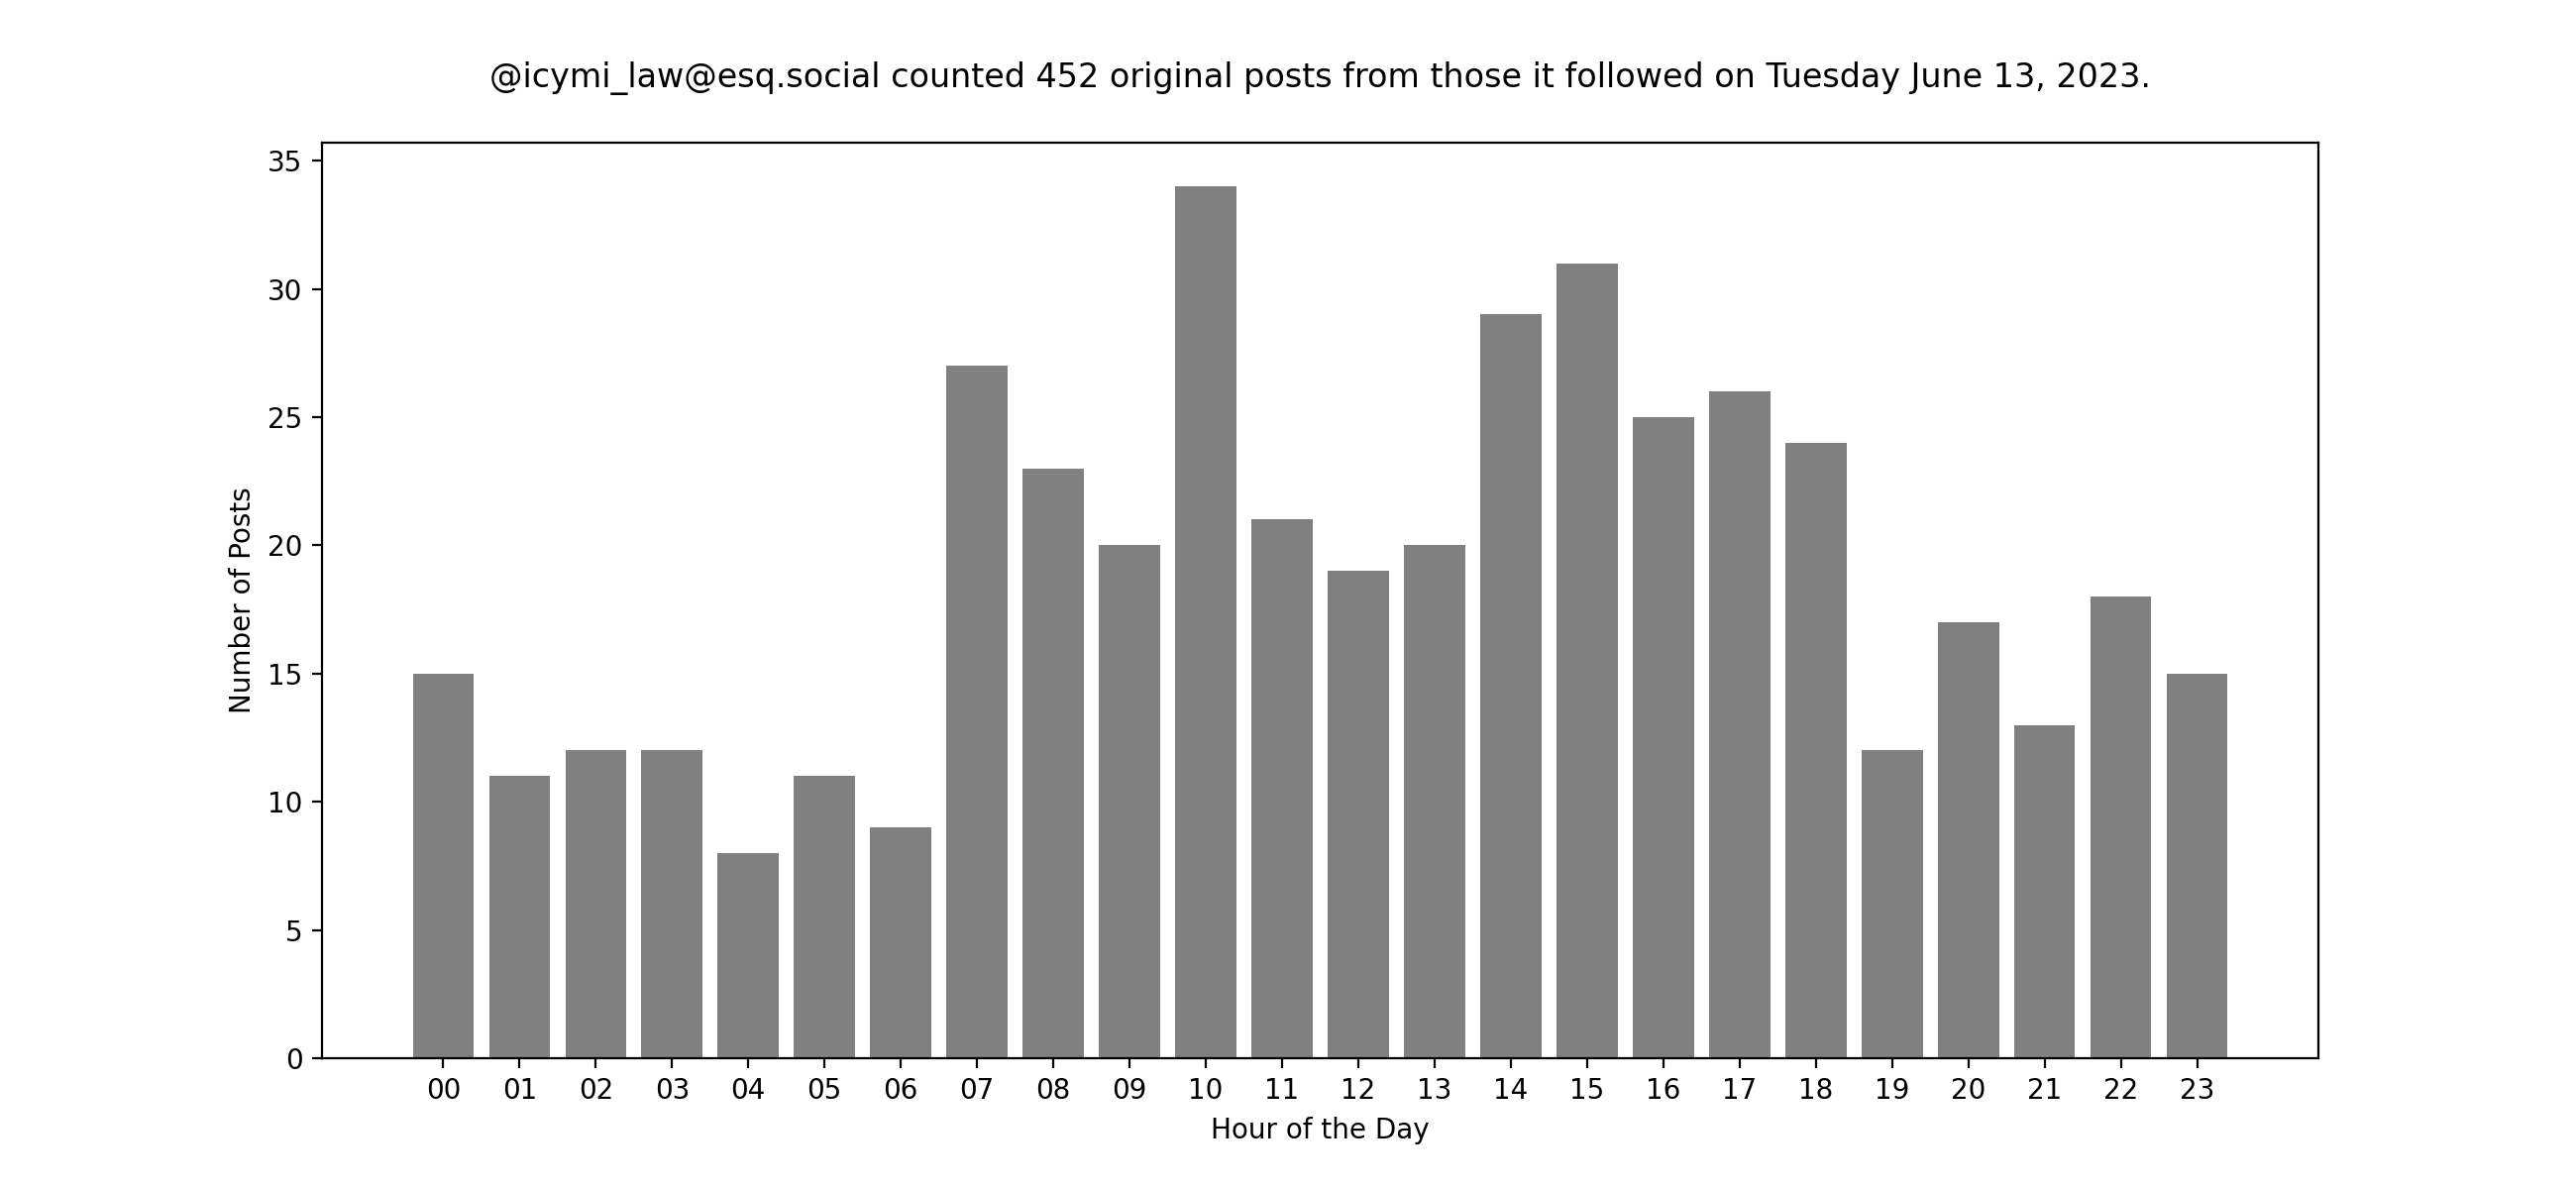 @icymi_law@esq.social counted 452 original posts from those it followed on Tuesday June 13, 2023.
35
30
25
20
15
10
5
0
Number of Posts
00 01 02 03 04 05 06 07 08 09 10 11 12 13 14 15 16 17 18 19 20 21 22 23
Hour of the Day